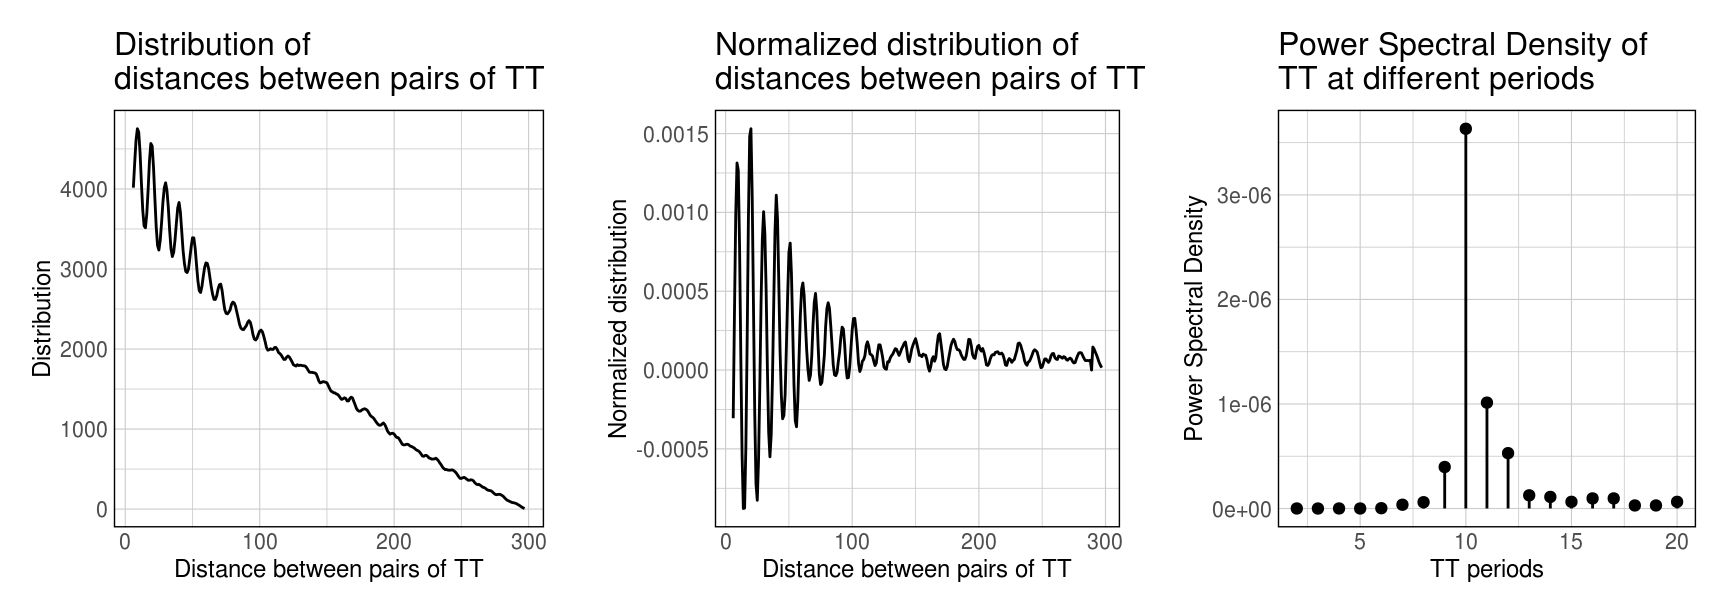 Distribution of
distances between pairs of TT
Distribution
4000
3000
2000
1000
0
0 100 200 300
Distance between pairs of TT
Normalized distribution of
distances between pairs of TT
Normalized distribution
0.0015
0.0010
0.0005
0.0000
-0.0005
0 100 200 300
Distance between pairs of TT
Power Spectral Density of
TT at different periods
Power Spectral Density
3e-06
2e-06
1e-06
0e+00
5 10 15 20
TT periods